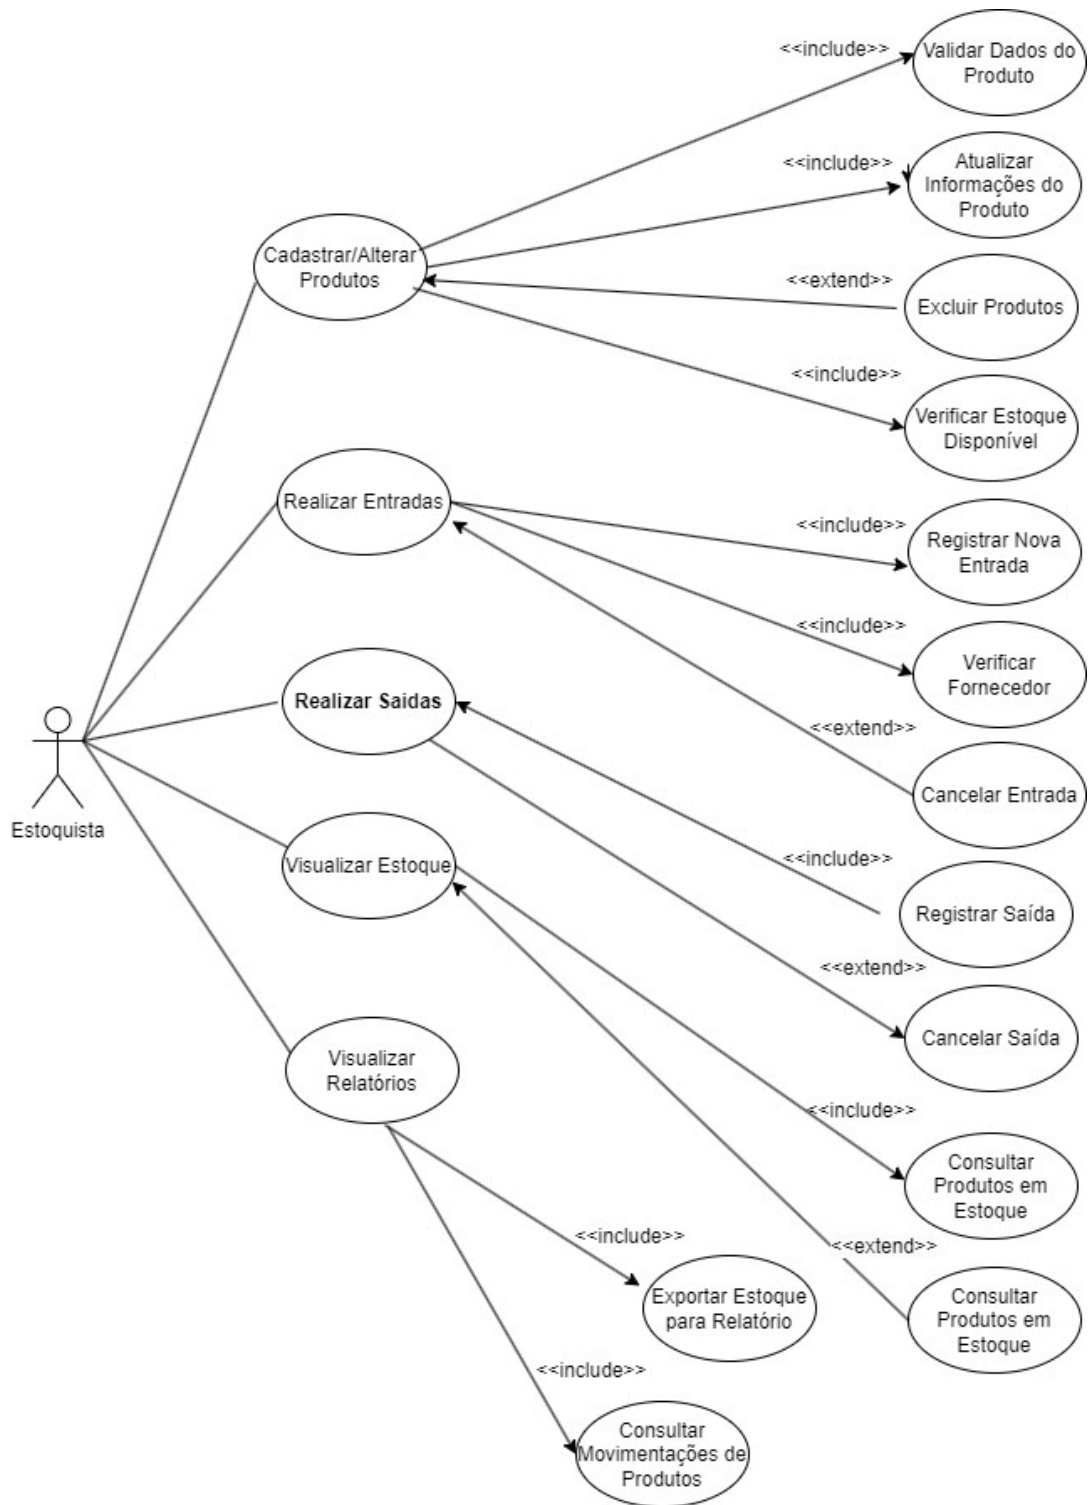 <<include>>
Validar Dados do
Produto
<<include>>
Atualizar
Informações do
Produto
Cadastrar/Alterar
Produtos
<<extend>>
Excluir Produtos
<<include>>
Verificar Estoque
Disponível
Realizar Entradas
<<include>>
Registrar Nova
Entrada
<<include>>
Verificar
Fornecedor
Realizar Saidas
<<extend>>
Cancelar Entrada
Estoquista
Visualizar Estoque
<<include>>
Registrar Saída
<<extend>>
Cancelar Saída
Visualizar
Relatórios
<<include>>
Consultar
Produtos em
Estoque
<<include>>
<<extend>>
Exportar Estoque
para Relatório
Consultar
Produtos em
Estoque
<<include>>
Consultar
Movimentações de
Produtos